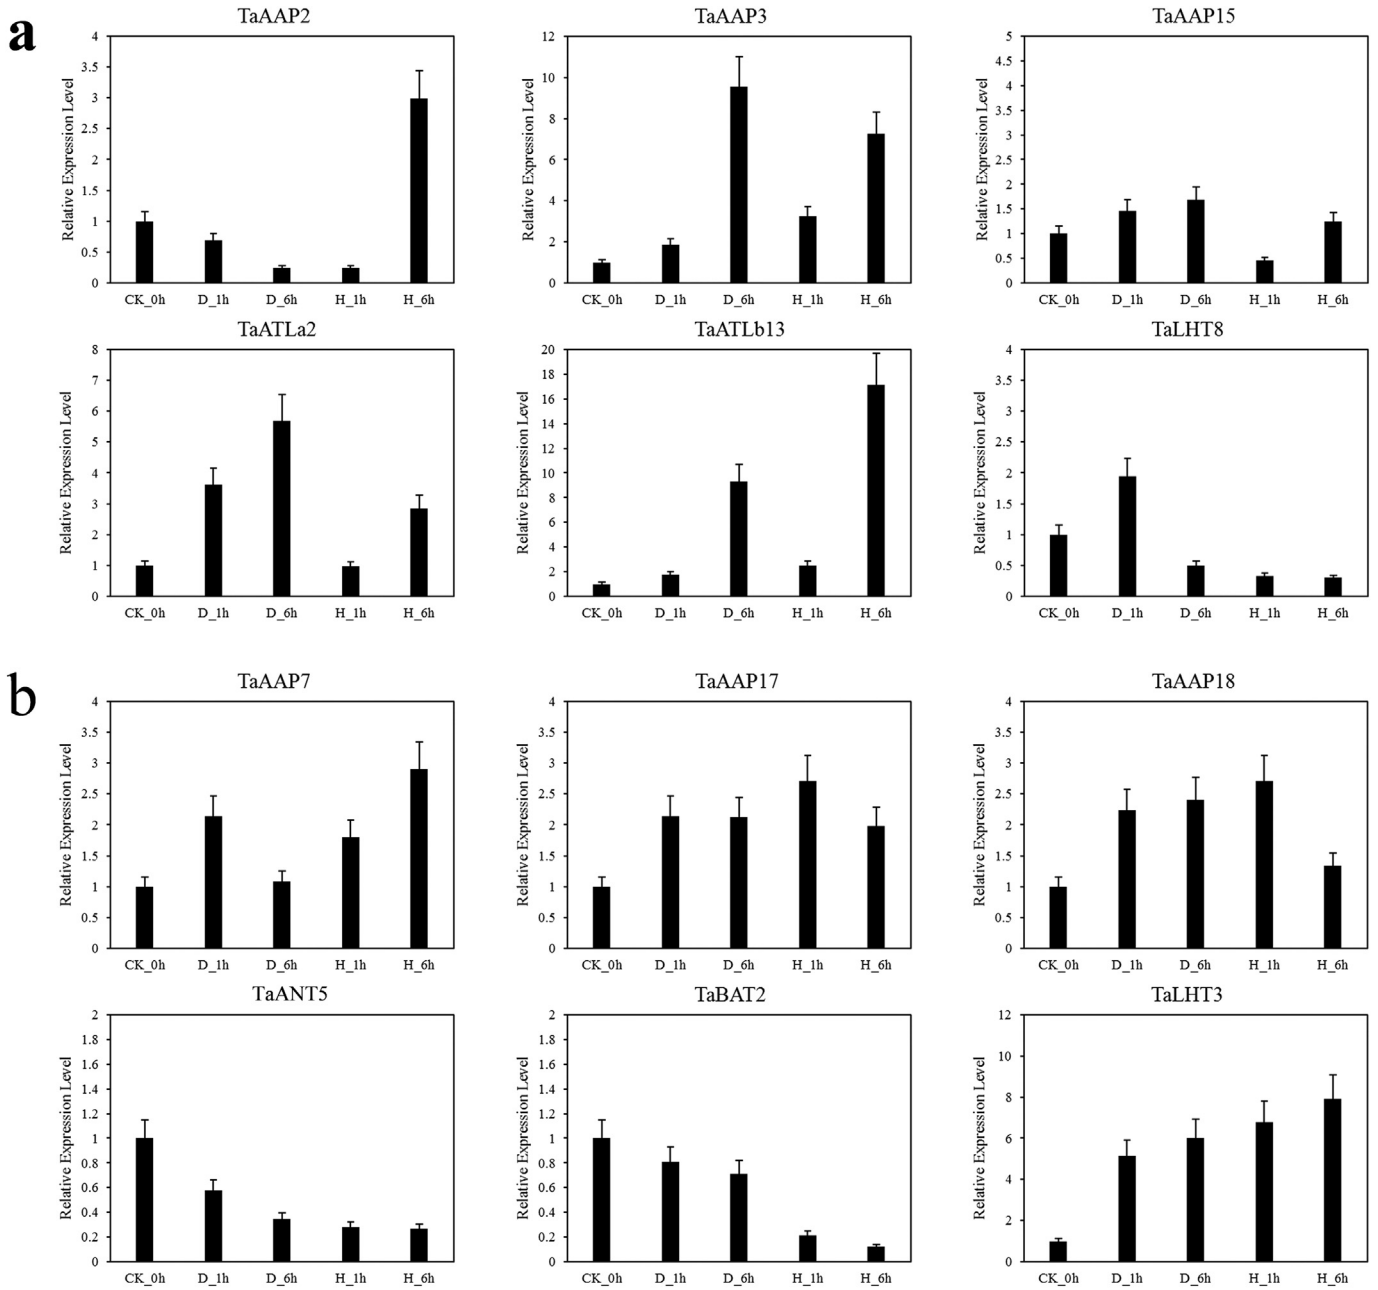 a
TaAAP2
Relative Expression Level
4
3.5
3
2.5
2
1.5
1
0.5
0
CK_0h D_1h D_6h H_1h H_6h
TaAAP3
Relative Expression Level
12
10
8
6
4
2
0
CK_0h D_1h D_6h H_1h H_6h
TaAAP15
Relative Expression Level
5
4.5
4
3.5
3
2.5
2
1.5
1
0.5
0
CK_0h D_1h D_6h H_1h H_6h
TaATLa2
Relative Expression Level
8
7
6
5
4
3
2
1
0
CK_0h D_1h D_6h H_1h H_6h
TaATLb13
Relative Expression Level
20
18
16
14
12
10
8
6
4
2
0
CK_0h D_1h D_6h H_1h H_6h
TaLHT8
Relative Expression Level
4
3.5
3
2.5
2
1.5
1
0.5
0
CK_0h D_1h D_6h H_1h H_6h
b
TaAAP7
Relative Expression Level
4
3.5
3
2.5
2
1.5
1
0.5
0
CK_0h D_1h D_6h H_1h H_6h
TaAAP17
Relative Expression Level
4
3.5
3
2.5
2
1.5
1
0.5
0
CK_0h D_1h D_6h H_1h H_6h
TaAAP18
Relative Expression Level
4
3.5
3
2.5
2
1.5
1
0.5
0
CK_0h D_1h D_6h H_1h H_6h
TaANT5
Relative Expression Level
2
1.8
1.6
1.4
1.2
1
0.8
0.6
0.4
0.2
0
CK_0h D_1h D_6h H_1h H_6h
TaBAT2
Relative Expression Level
2
1.8
1.6
1.4
1.2
1
0.8
0.6
0.4
0.2
0
CK_0h D_1h D_6h H_1h H_6h
TaLHT3
Relative Expression Level
12
10
8
6
4
2
0
CK_0h D_1h D_6h H_1h H_6h